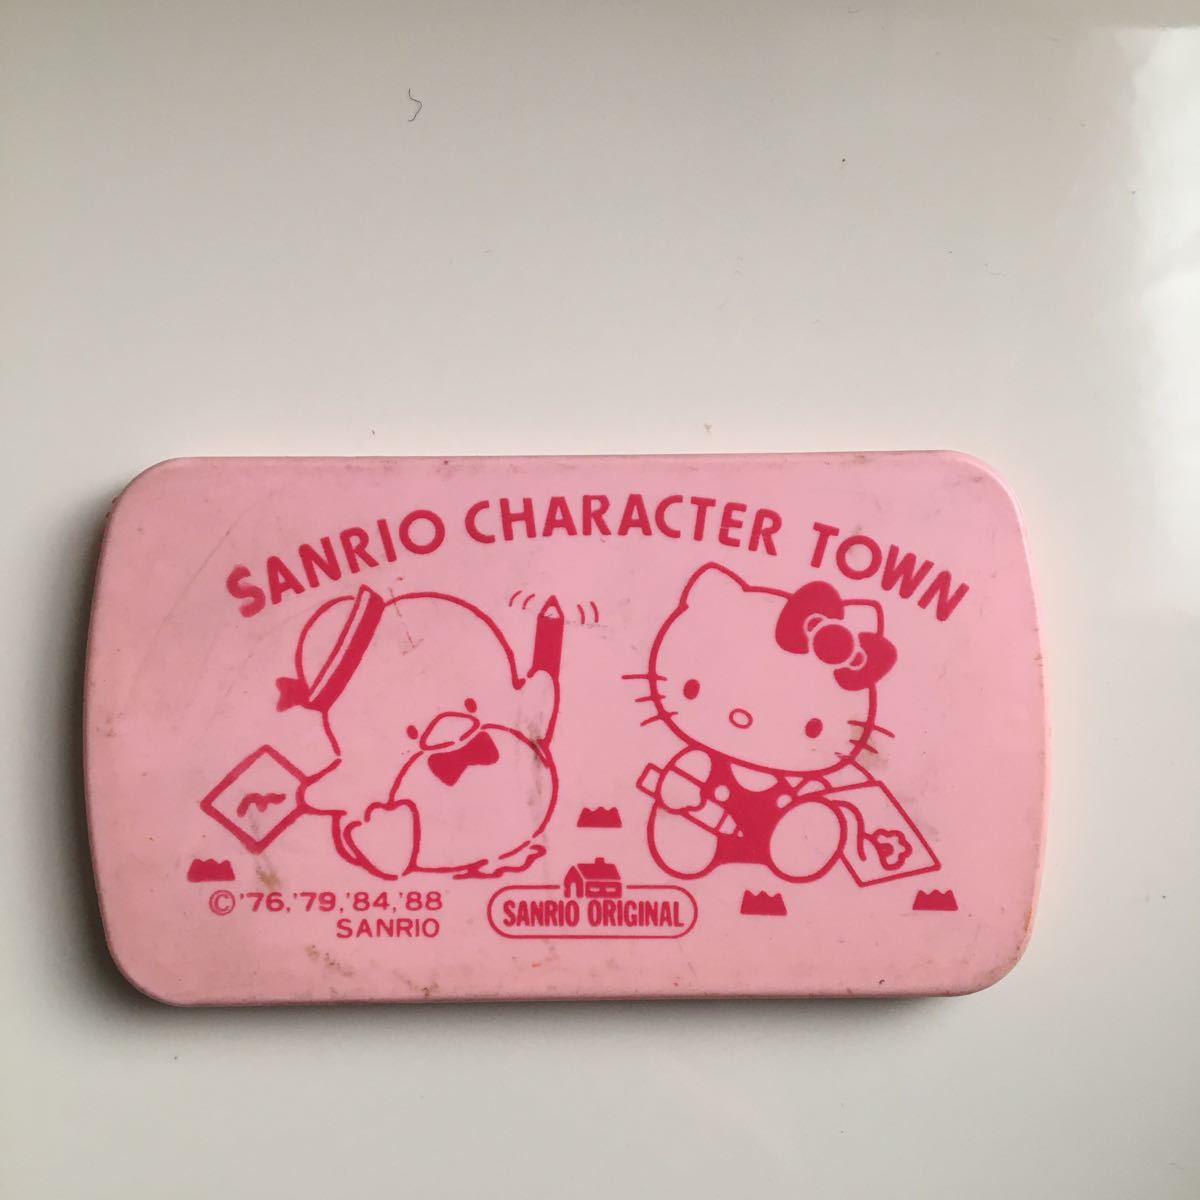 SANRIO CHARACTER TOWN
©'76,'79,'84,'88
SANRIO
SANRIO ORIGINAL